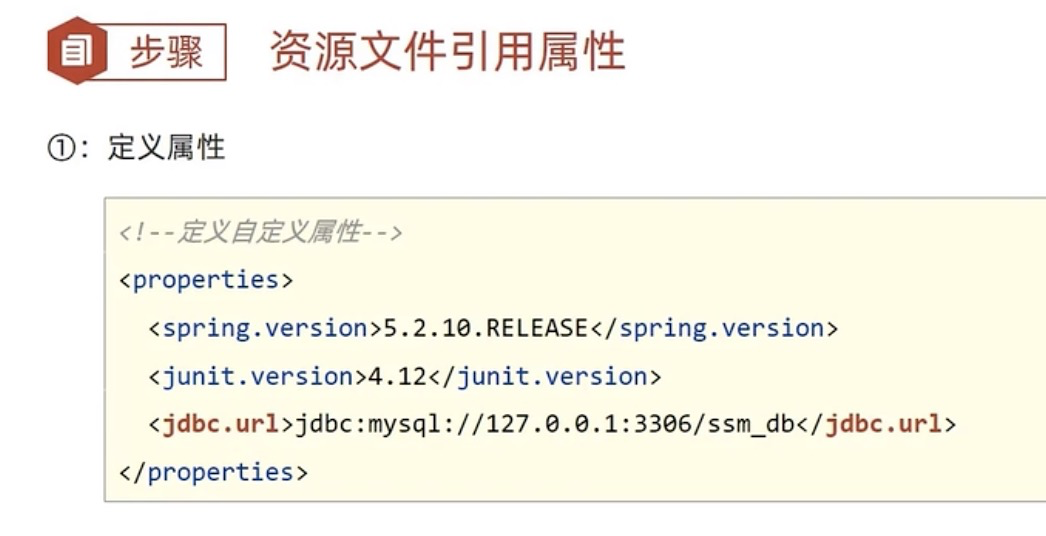 步骤 资源文件引用属性
①：定义属性
<!--定义自定义属性-->
<properties>
<spring.version>5.2.10.RELEASE</spring.version>
<junit.version>4.12</junit.version>
<jdbc.url>jdbc:mysql://127.0.0.1:3306/ssm_db</jdbc.url>
</properties>